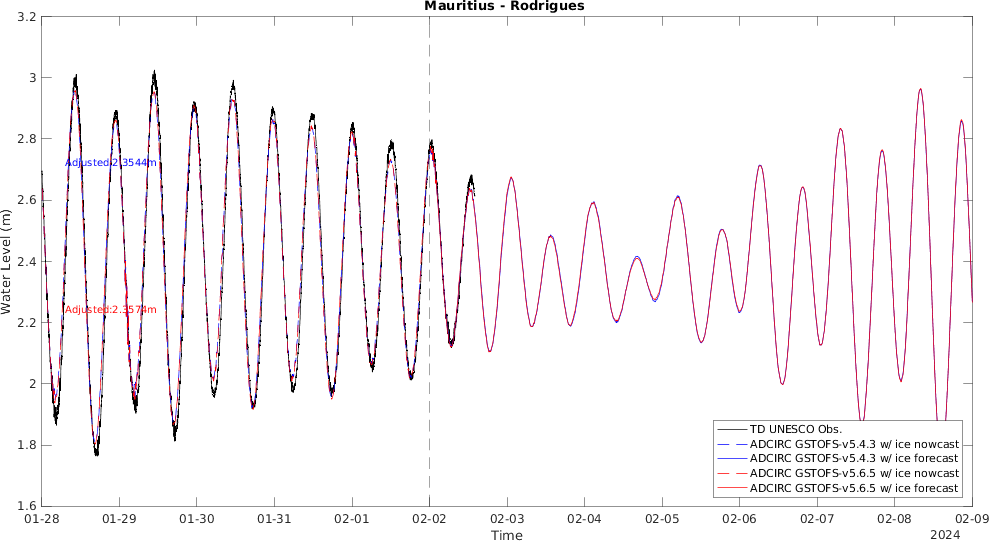 Mauritius - Rodrigues
3.2
3
2.8
2.6
2.4
2.2
2
1.8
1.6
Water Level (m)
Adjusted:2.3544m
Adjusted:2.3574m
TD UNESCO Obs.
ADCIRC GSTOFS-v5.4.3 w/ ice nowcast
ADCIRC GSTOFS-v5.4.3 w/ ice forecast
ADCIRC GSTOFS-v5.6.5 w/ ice nowcast
ADCIRC GSTOFS-v5.6.5 w/ ice forecast
01-28 01-29 01-30 01-31 02-01 02-02 02-03 02-04 02-05 02-06 02-07 02-08 02-09
Time
2024